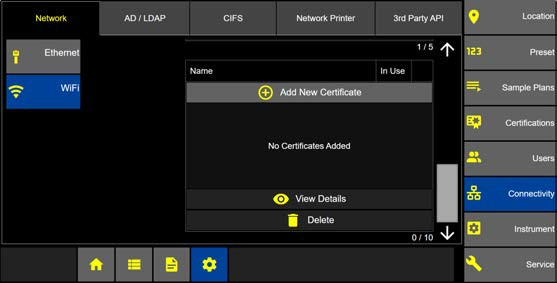 Network AD / LDAP CIFS Network Printer 3rd Party API
Ethernet
WiFi
1 / 5
Name In Use
Add New Certificate
No Certificates Added
View Details
Delete
0 / 10
Location
123 Preset
Sample Plans
Certifications
Users
Connectivity
Instrument
Service